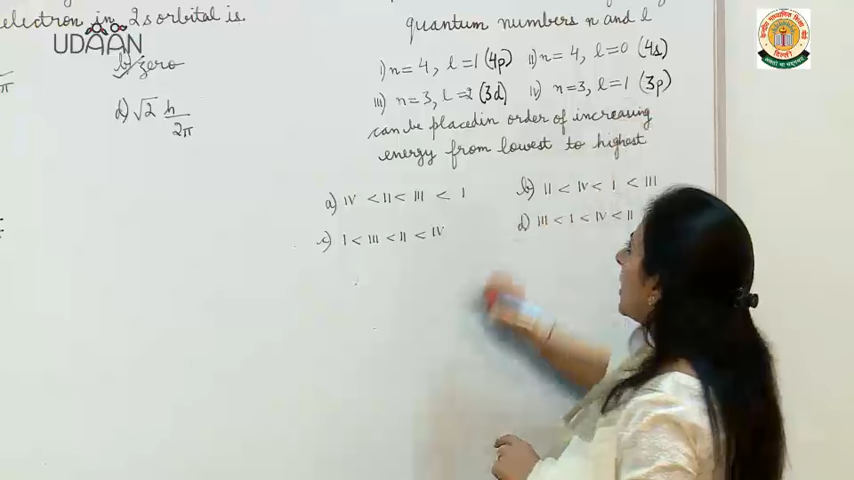 electron in 2s orbital is.
UDAAN
b) zero
d) √2 h/2π
π
quantum numbers n and l
i) n=4, l=1 (4p) ii) n=4, l=0 (4s)
iii) n=3, l=2 (3d) iv) n=3, l=1 (3p)
can be placed in order of increasing
energy from lowest to highest
a) IV < II < III < I
b) II < IV < I < III
c) I < III < II < IV
d) III < I < IV < II